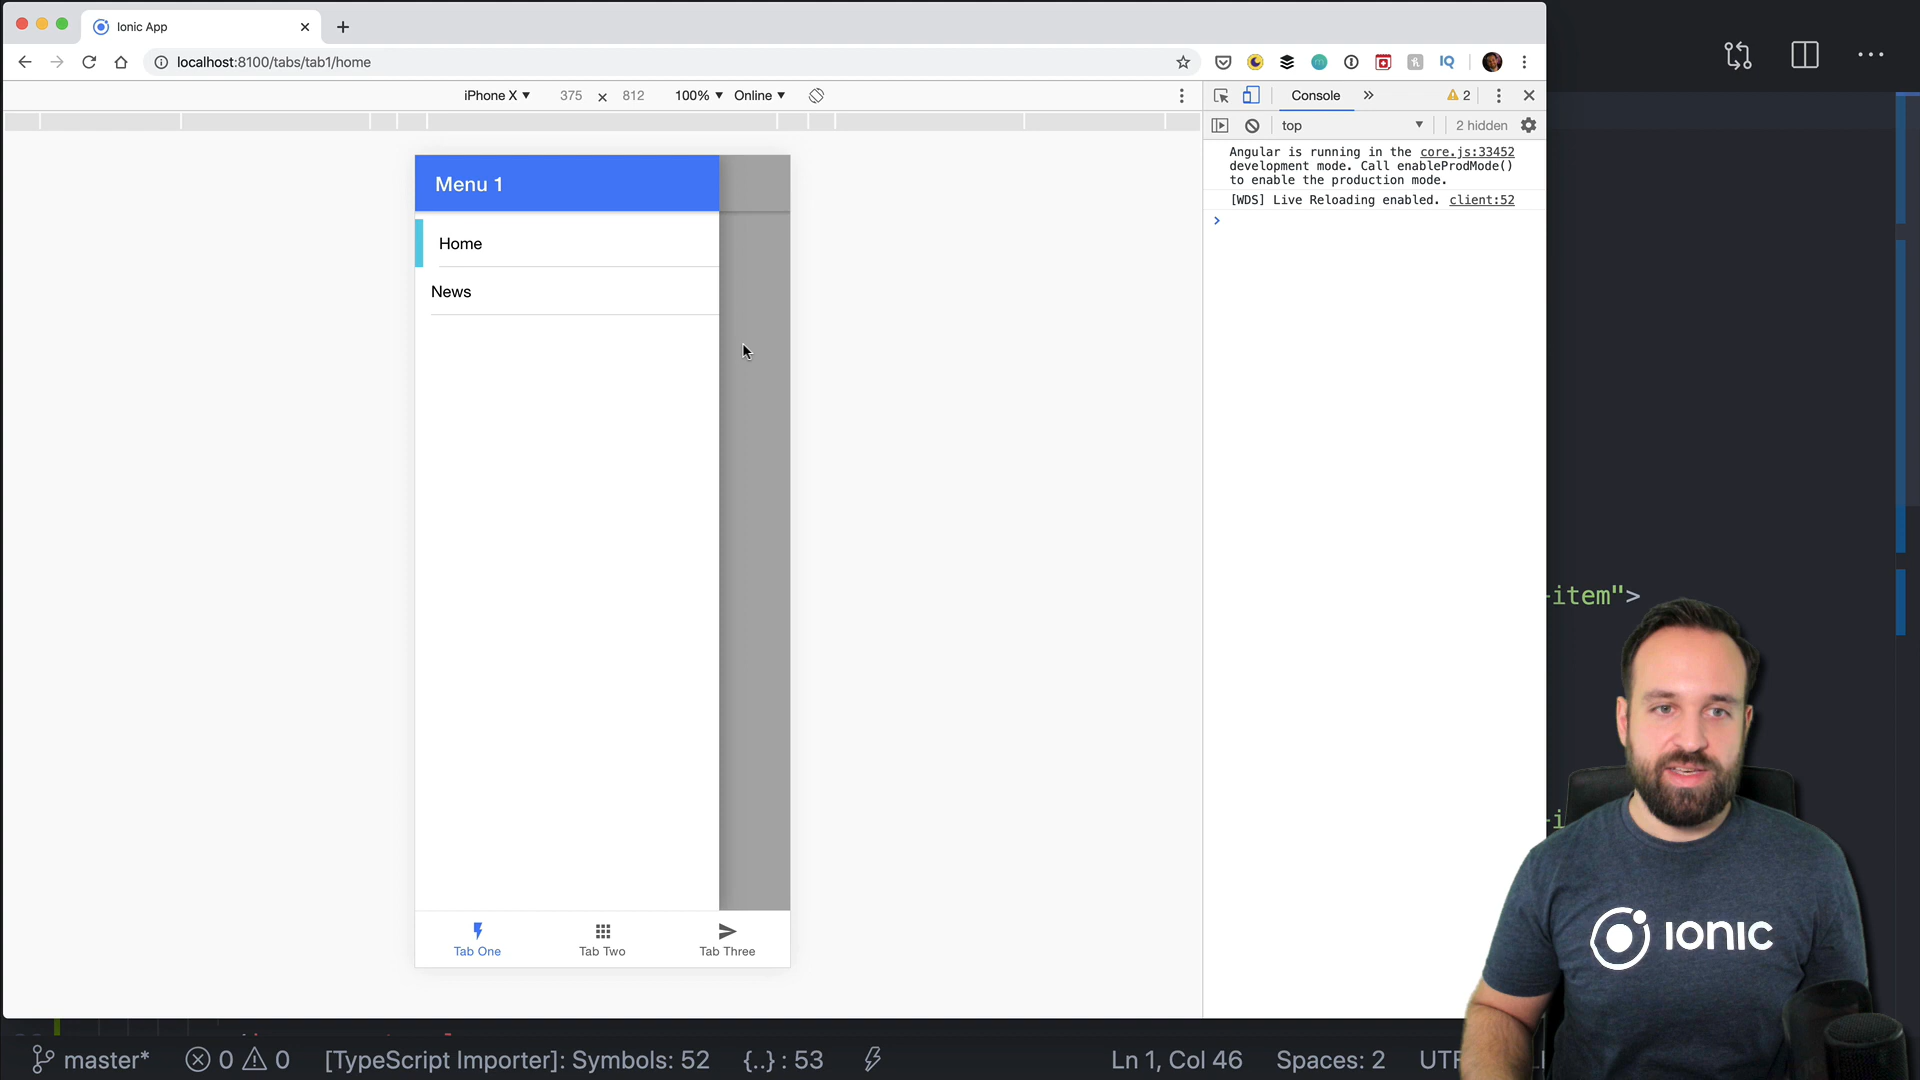 Ionic App
localhost:8100/tabs/tab1/home
IQ
iPhone X ▼ 375 x 812 100% ▼ Online ▼
Console » 2
top ▼ 2 hidden
Angular is running in the core.js:33452
development mode. Call enableProdMode()
to enable the production mode.
[WDS] Live Reloading enabled. client:52
>
Menu 1
Home
News
Tab One Tab Two Tab Three
-item">
-i
IONIC
master* 0 0 [TypeScript Importer]: Symbols: 52 {..} : 53 Ln 1, Col 46 Spaces: 2 UTF